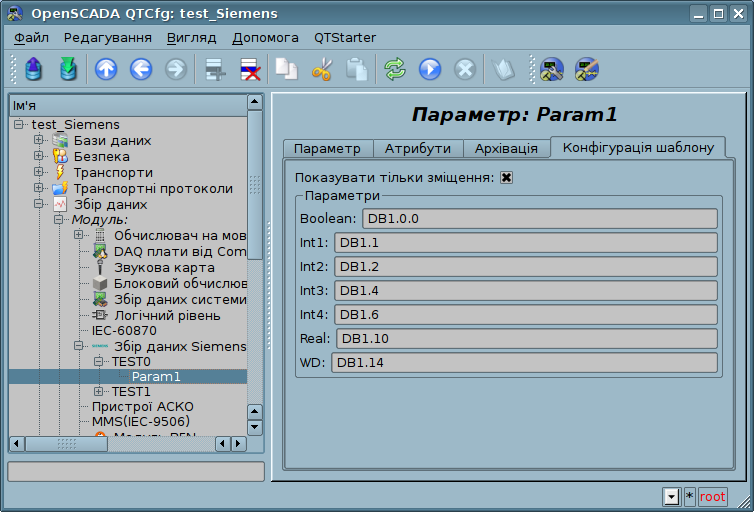 OpenSCADA QTCfg: test_Siemens
Файл Редагування Вигляд Допомога QTStarter
Ім'я
test_Siemens
Бази даних
Безпека
Транспорти
Транспортні протоколи
Збір даних
Модуль:
Обчислювач на мов
DAQ плати від Com
Звукова карта
Блоковий обчислюв
Збір даних системи
Логічний рівень
IEC-60870
Збір даних Siemens
TEST0
Param1
TEST1
Пристрої АСКО
MMS(IEC-9506)
Параметр: Param1
Параметр Атрибути Архівація Конфігурація шаблону
Показувати тільки зміщення:
Параметри
Boolean: DB1.0.0
Int1: DB1.1
Int2: DB1.2
Int3: DB1.4
Int4: DB1.6
Real: DB1.10
WD: DB1.14
* root